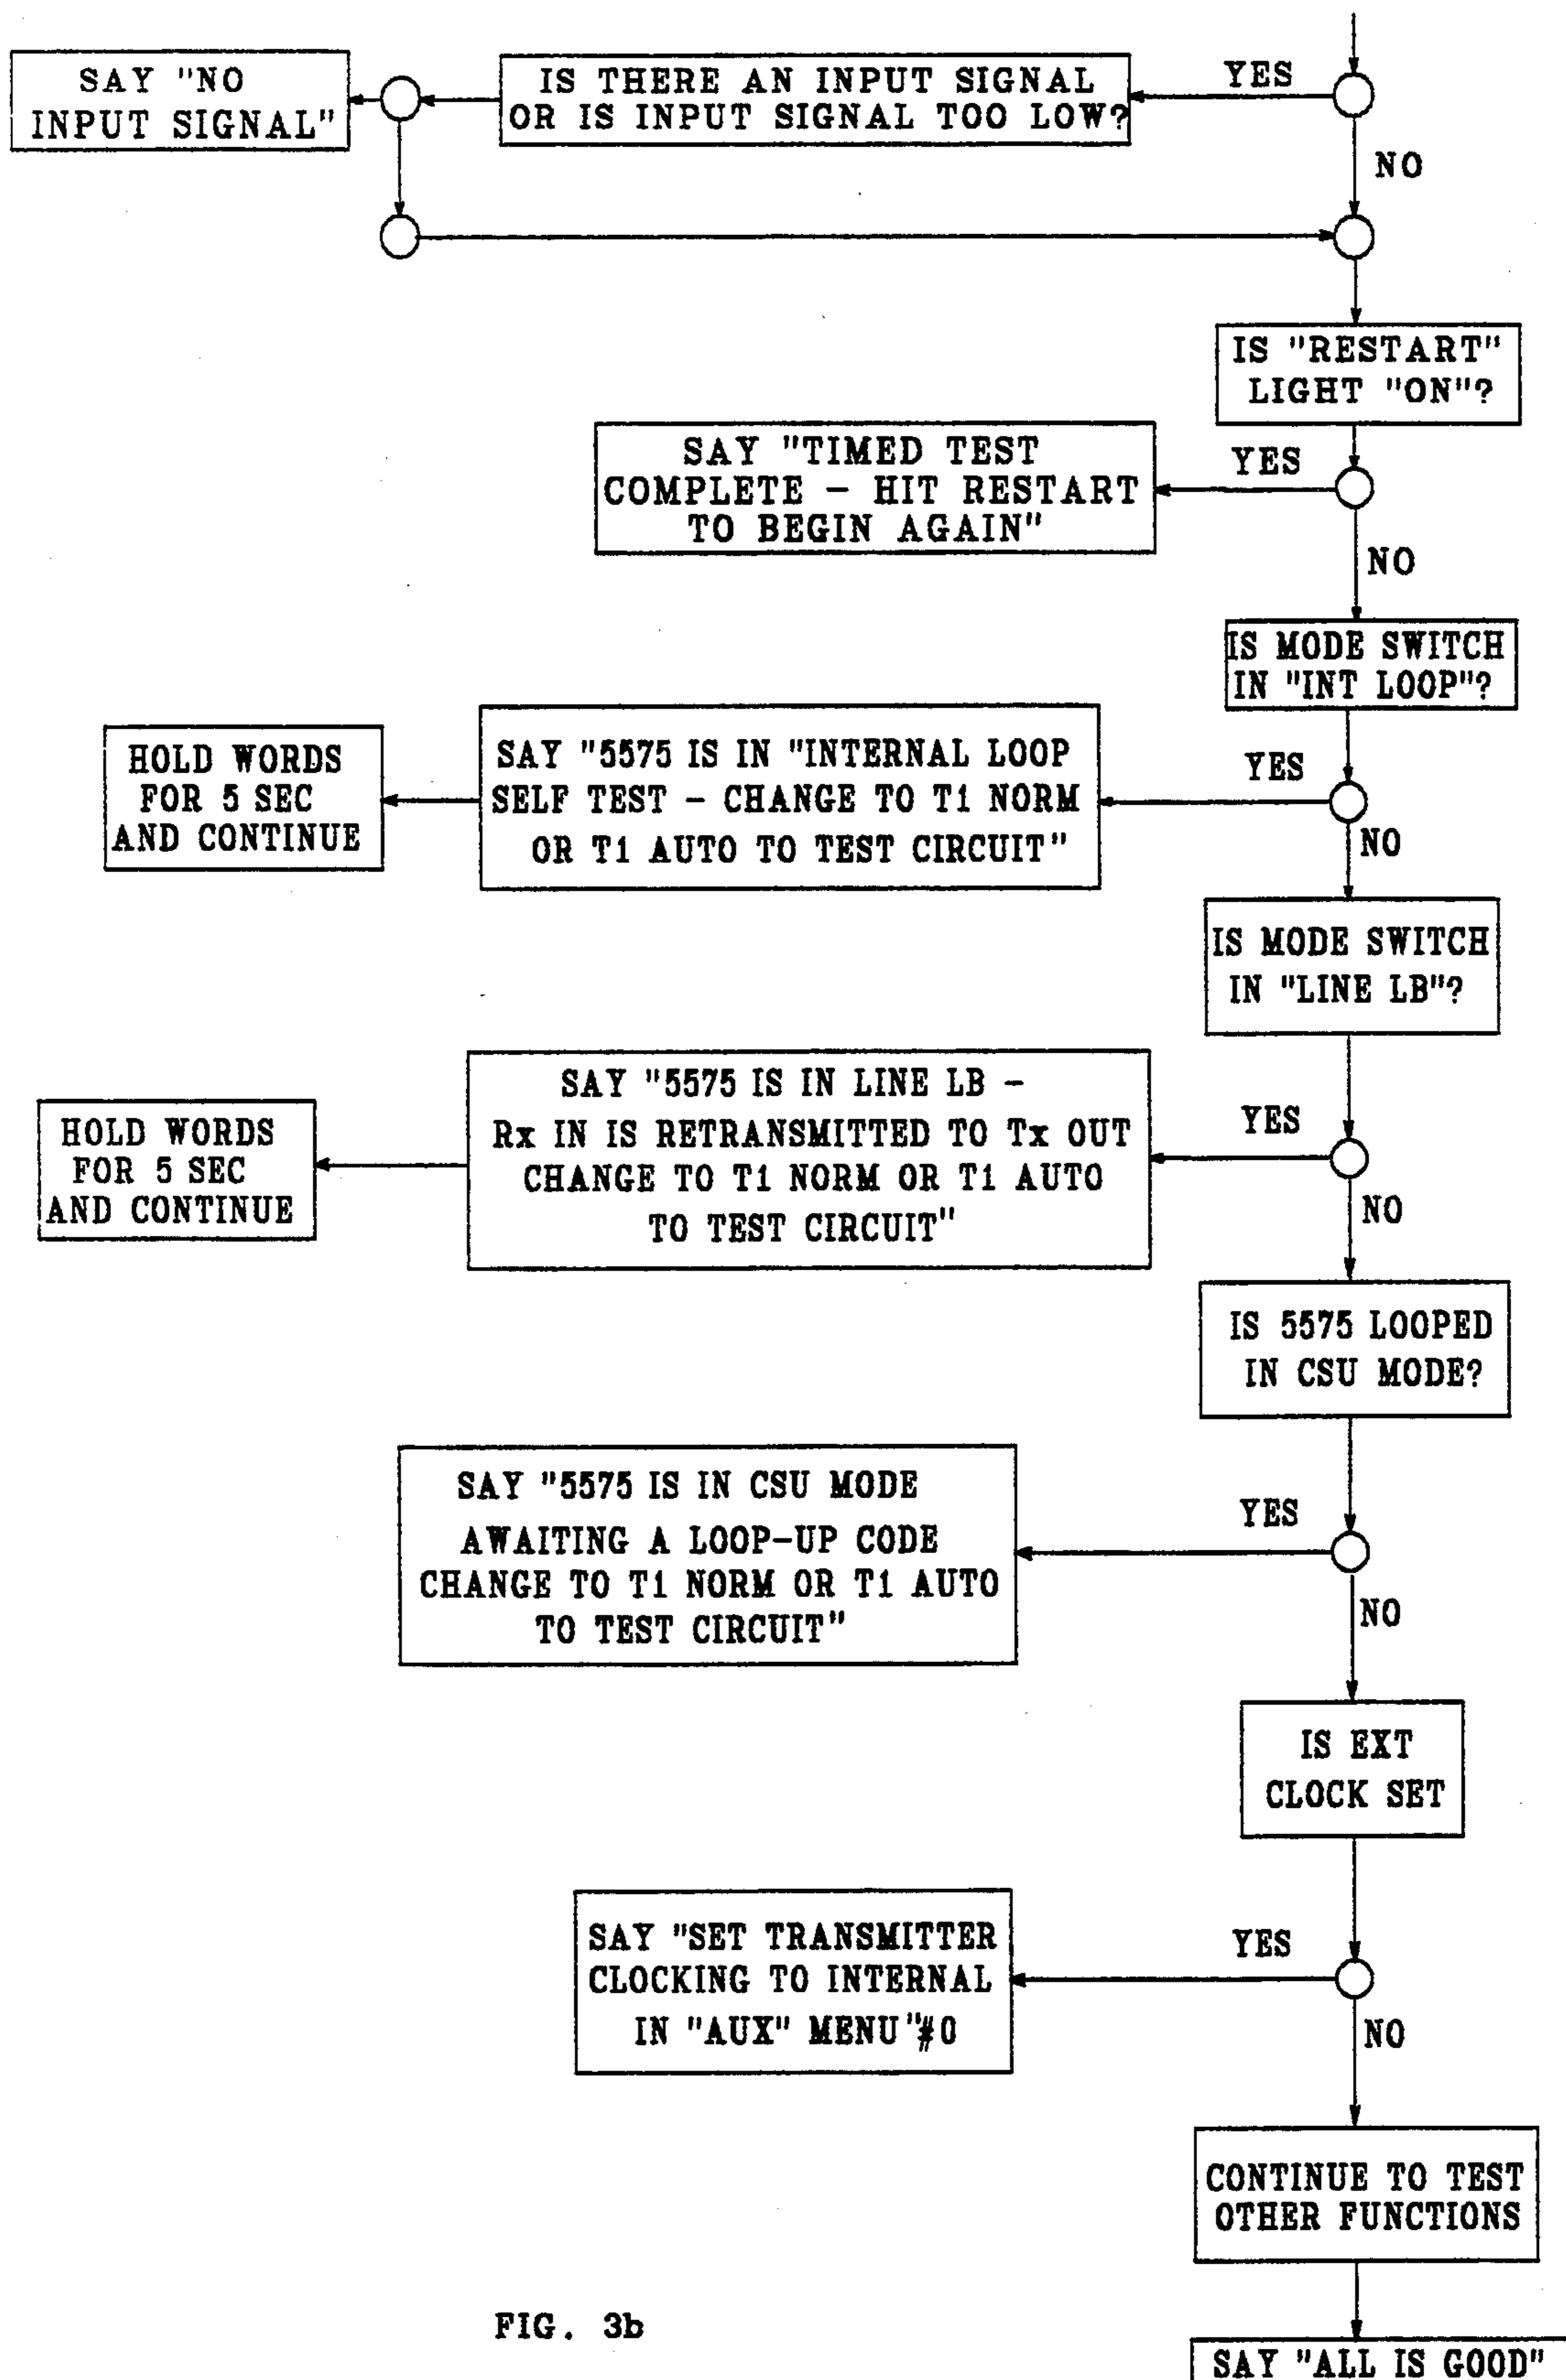 SAY "NO
INPUT SIGNAL"
IS THERE AN INPUT SIGNAL
OR IS INPUT SIGNAL TOO LOW?
YES
NO
IS "RESTART"
LIGHT "ON"?
SAY "TIMED TEST
COMPLETE - HIT RESTART
TO BEGIN AGAIN"
YES
NO
IS MODE SWITCH
IN "INT LOOP"?
HOLD WORDS
FOR 5 SEC
AND CONTINUE
SAY "5575 IS IN "INTERNAL LOOP
SELF TEST - CHANGE TO T1 NORM
OR T1 AUTO TO TEST CIRCUIT"
YES
NO
IS MODE SWITCH
IN "LINE LB"?
HOLD WORDS
FOR 5 SEC
AND CONTINUE
SAY "5575 IS IN LINE LB -
Rx IN IS RETRANSMITTED TO Tx OUT
CHANGE TO T1 NORM OR T1 AUTO
TO TEST CIRCUIT"
YES
NO
IS 5575 LOOPED
IN CSU MODE?
SAY "5575 IS IN CSU MODE
AWAITING A LOOP-UP CODE
CHANGE TO T1 NORM OR T1 AUTO
TO TEST CIRCUIT"
YES
NO
IS EXT
CLOCK SET
SAY "SET TRANSMITTER
CLOCKING TO INTERNAL
IN "AUX" MENU"#0
YES
NO
CONTINUE TO TEST
OTHER FUNCTIONS
SAY "ALL IS GOOD"
FIG. 3b